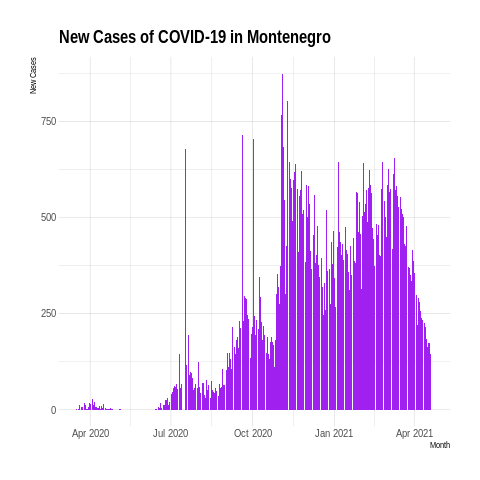 New Cases of COVID-19 in Montenegro
New Cases
750
500
250
0
Apr 2020
Jul 2020
Oct 2020
Jan 2021
Apr 2021
Month